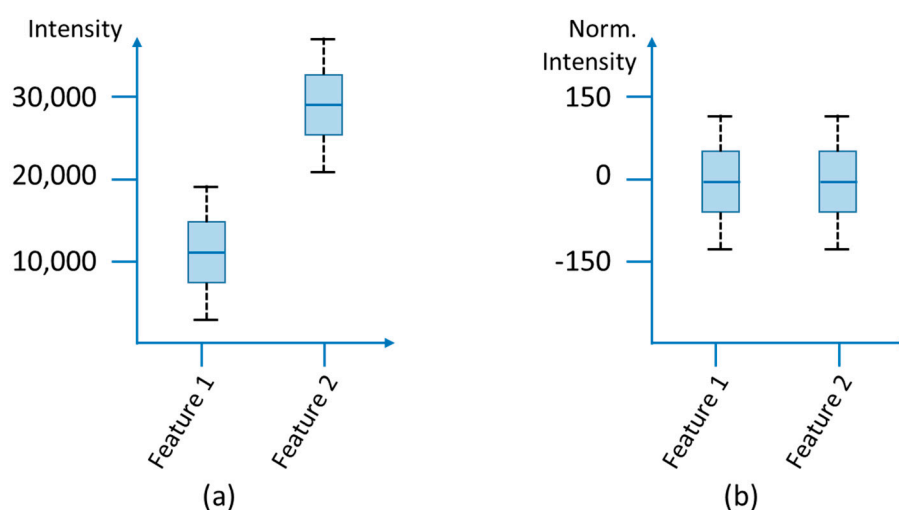 Intensity
30,000
20,000
10,000
Feature 1
Feature 2
(a)
Norm.
Intensity
150
0
-150
Feature 1
Feature 2
(b)